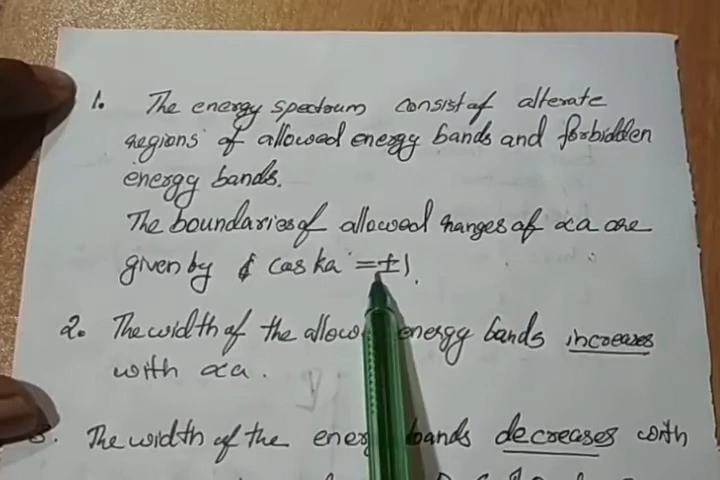 1. The energy spectrum consist of alterate
regions of allowed energy bands and forbidden
energy bands.
The boundaries of allowed ranges of αa are
given by cos ka = ±1.
2. The width of the allow energy bands increases
with αa.
3. The width of the ener bands decreases with